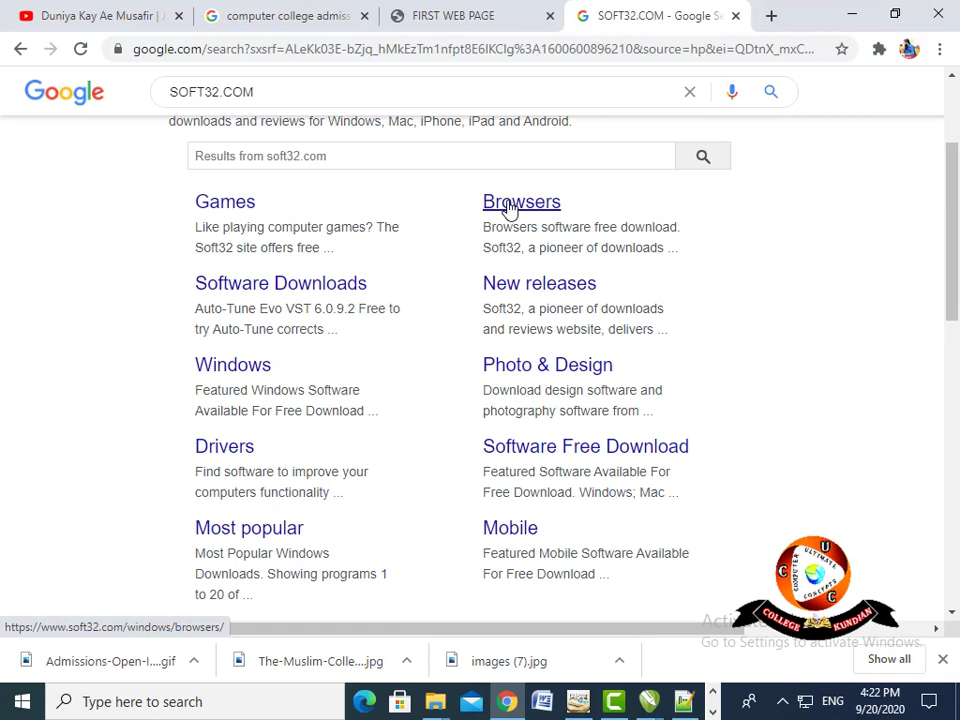 Duniya Kay Ae Musafir |
computer college admiss
FIRST WEB PAGE
SOFT32.COM - Google Se
google.com/search?sxsrf=ALeKk03E-bZjq_hMkEzTm1nfpt8E6IKCIg%3A1600600896210&source=hp&ei=QDtnX_mxC...
Google
SOFT32.COM
downloads and reviews for Windows, Mac, iPhone, iPad and Android.
Results from soft32.com
Games
Like playing computer games? The
Soft32 site offers free ...
Browsers
Browsers software free download.
Soft32, a pioneer of downloads ...
Software Downloads
Auto-Tune Evo VST 6.0.9.2 Free to
try Auto-Tune corrects ...
New releases
Soft32, a pioneer of downloads
and reviews website, delivers ...
Windows
Featured Windows Software
Available For Free Download ...
Photo & Design
Download design software and
photography software from ...
Drivers
Find software to improve your
computers functionality ...
Software Free Download
Featured Software Available For
Free Download. Windows; Mac ...
Most popular
Most Popular Windows
Downloads. Showing programs 1
to 20 of ...
Mobile
Featured Mobile Software Available
For Free Download ...
U
C
C
COMPUTER
ULTIMATE
CONCEPTS
COLLEGE KUNDIAN
Go to Settings to activate Windows.
https://www.soft32.com/windows/browsers/
Admissions-Open-I....gif
The-Muslim-Colle....jpg
images (7).jpg
Show all
Type here to search
ENG
4:22 PM
9/20/2020